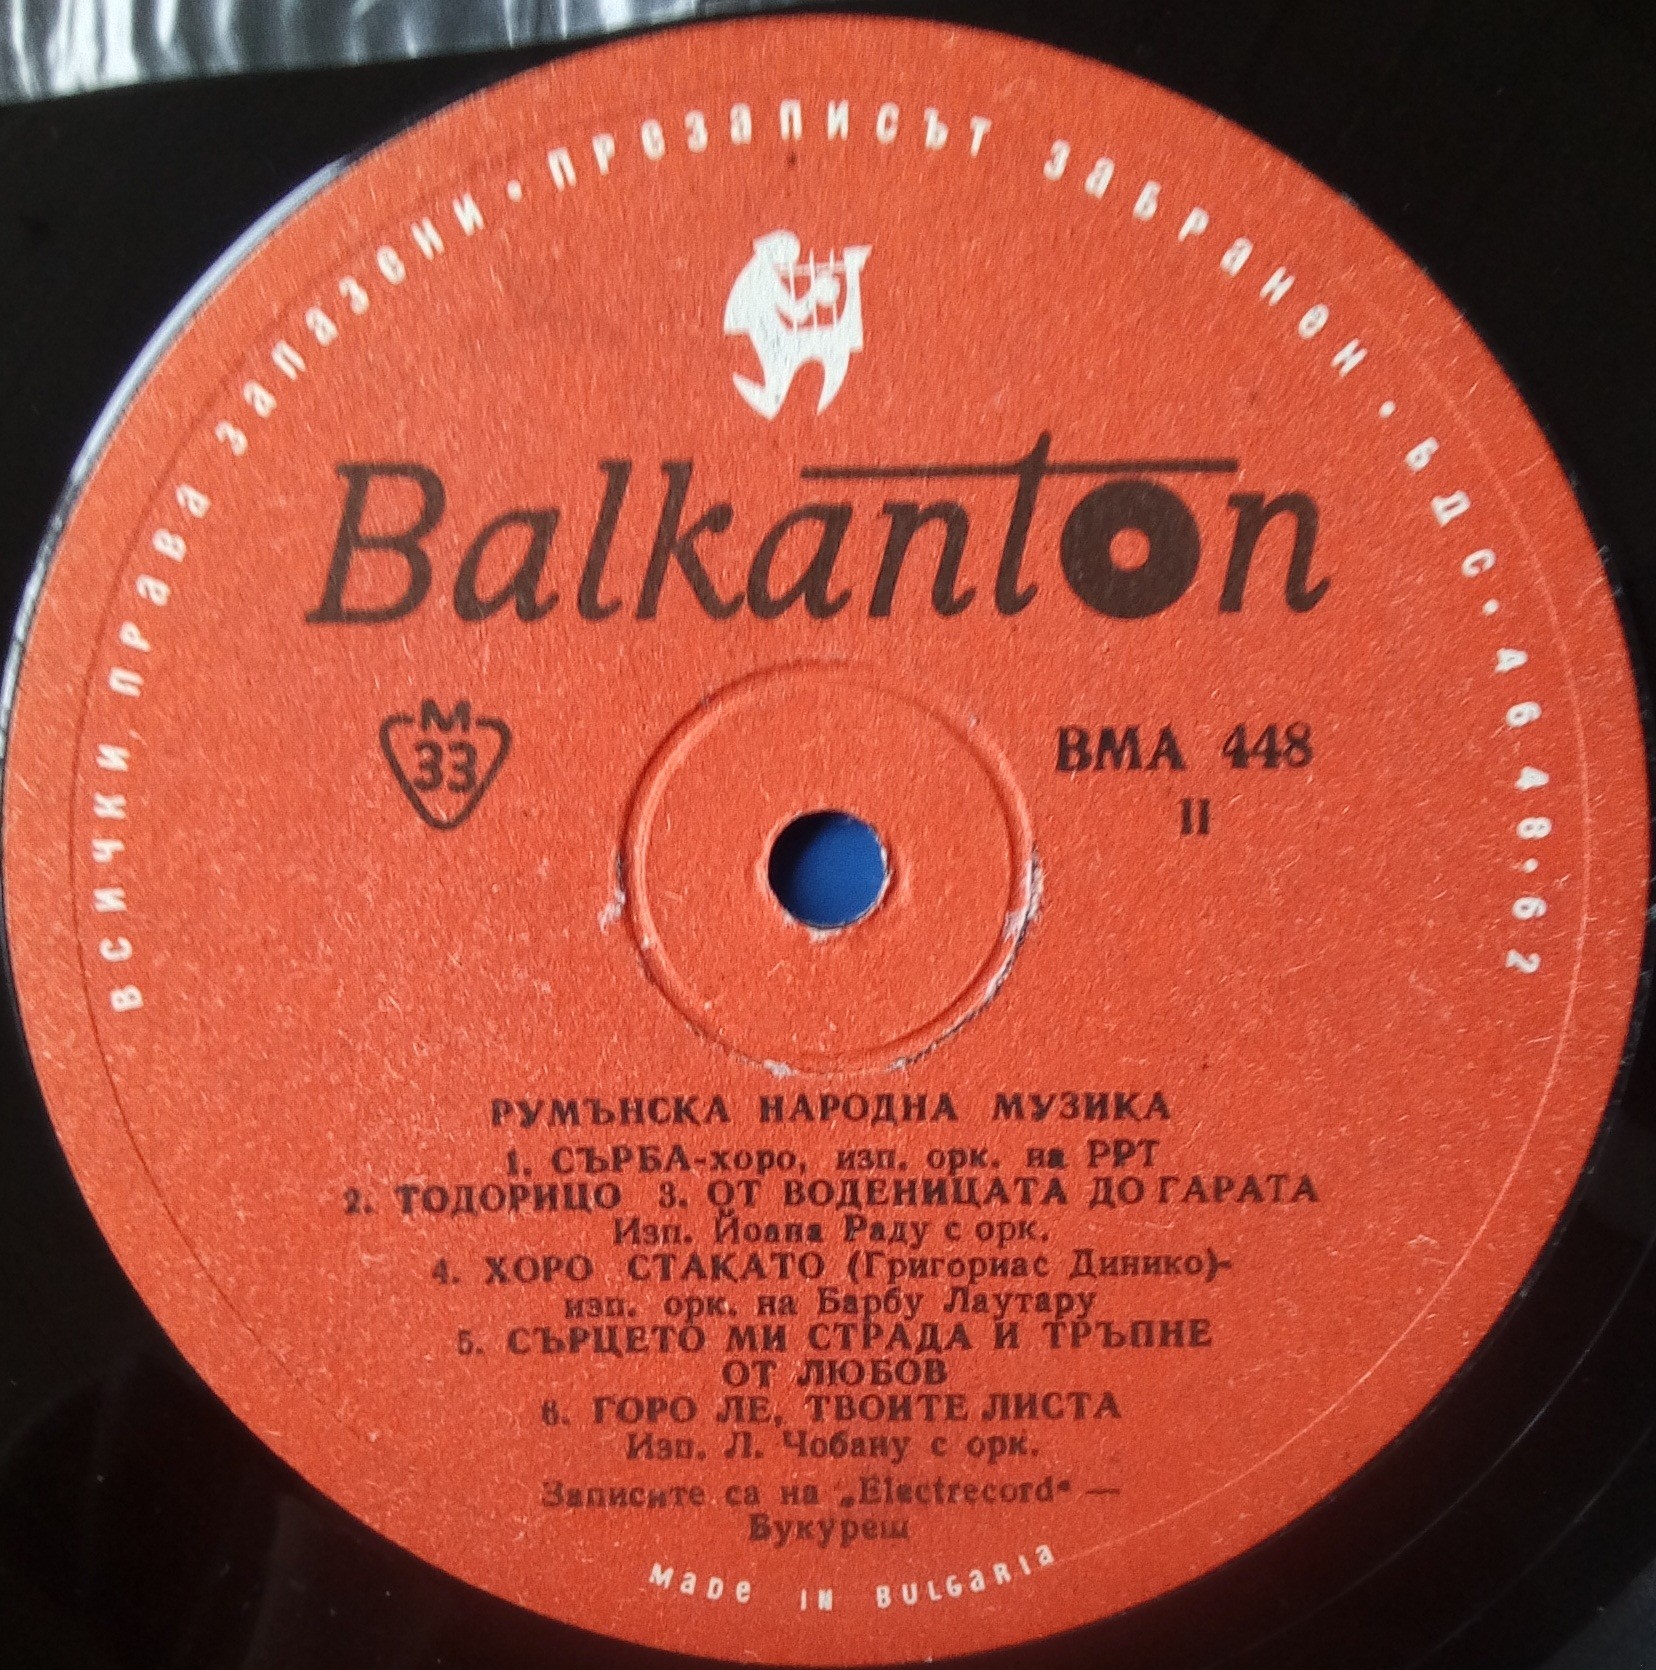 всички права запазени · презаписът забранен · БДС · 4648 · 62
Balkanton
М
33
ВМА 448
II
РУМЪНСКА НАРОДНА МУЗИКА
1. СЪРБА-хоро, изп. орк. на РРТ
2. ТОДОРИЦО 3. ОТ ВОДЕНИЦАТА ДО ГАРАТА
Изп. Йоана Раду с орк.
4. ХОРО СТАКАТО (Григориас Динико)-
изп. орк. на Барбу Лаутару
5. СЪРЦЕТО МИ СТРАДА И ТРЪПНЕ
ОТ ЛЮБОВ
6. ГОРО ЛЕ, ТВОИТЕ ЛИСТА
Изп. Л. Чобану с орк.
Записите са на „Electrecord“ —
Букурещ
Made in Bulgaria